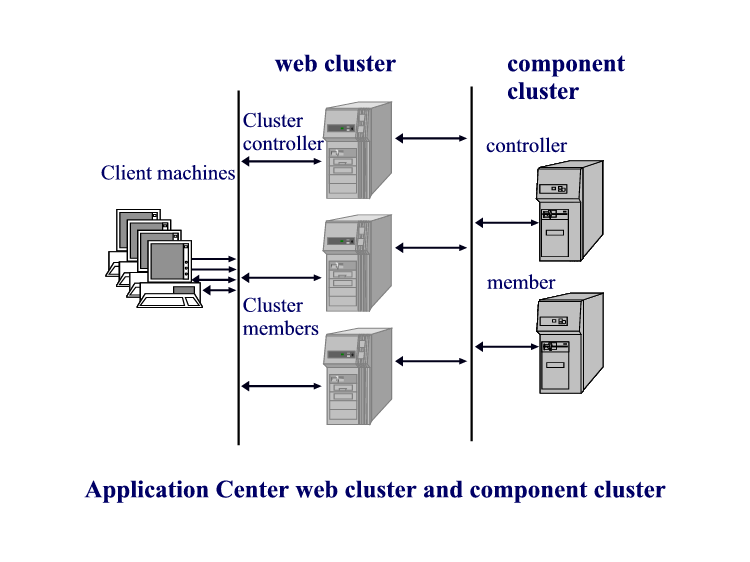 web cluster
component
cluster
Cluster
controller
controller
Client machines
member
Cluster
members
Application Center web cluster and component cluster